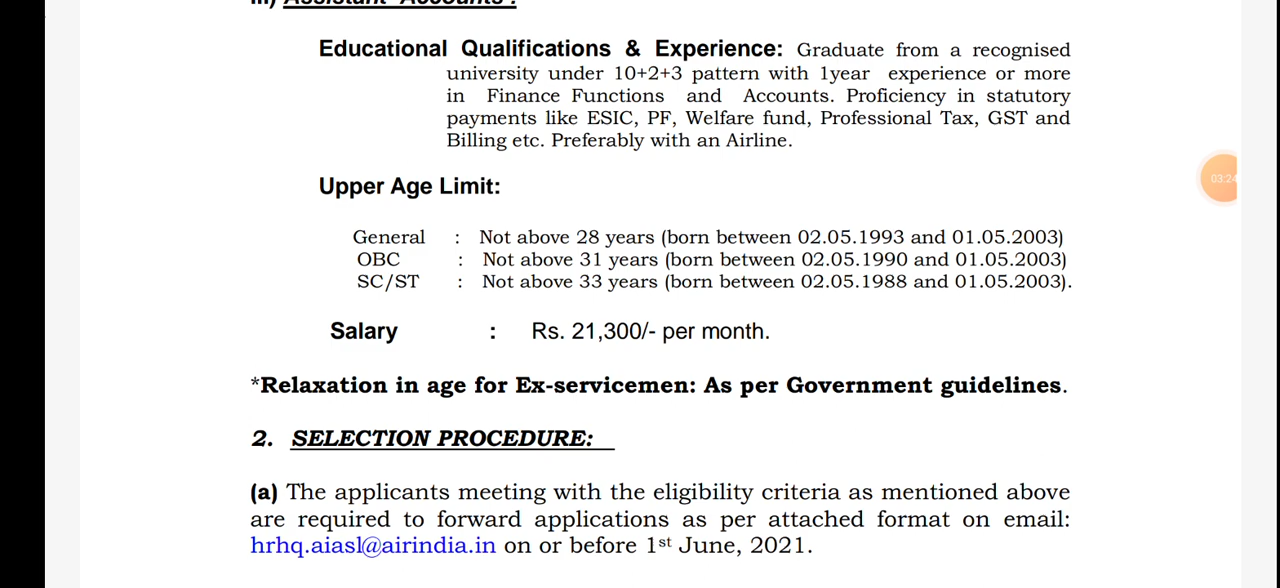 iii) Assistant Accounts :
Educational Qualifications & Experience: Graduate from a recognised
university under 10+2+3 pattern with 1year experience or more
in Finance Functions and Accounts. Proficiency in statutory
payments like ESIC, PF, Welfare fund, Professional Tax, GST and
Billing etc. Preferably with an Airline.
03:24
Upper Age Limit:
General : Not above 28 years (born between 02.05.1993 and 01.05.2003)
OBC : Not above 31 years (born between 02.05.1990 and 01.05.2003)
SC/ST : Not above 33 years (born between 02.05.1988 and 01.05.2003).
Salary : Rs. 21,300/- per month.
*Relaxation in age for Ex-servicemen: As per Government guidelines.
2. SELECTION PROCEDURE:
(a) The applicants meeting with the eligibility criteria as mentioned above
are required to forward applications as per attached format on email:
hrhq.aiasl@airindia.in on or before 1st June, 2021.